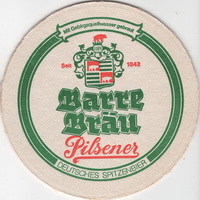 Mit Gebirgsquellwasser gebraut
Seit 1842
Barre
Bräu
Pilsener
DEUTSCHES SPITZENBIER